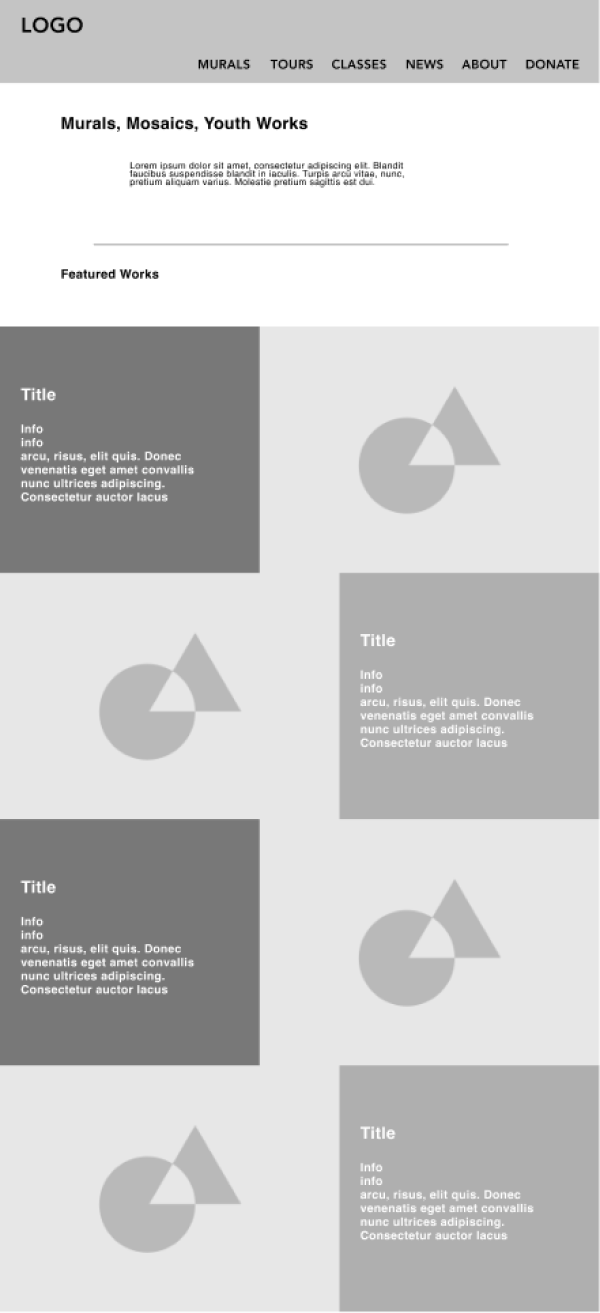 LOGO
MURALS TOURS CLASSES NEWS ABOUT DONATE
Murals, Mosaics, Youth Works
Lorem ipsum dolor sit amet, consectetur adipiscing elit. Blandit
faucibus suspendisse blandit in iaculis. Turpis arcu vitae, nunc,
pretium aliquam varius. Molestie pretium sagittis est dui.
Featured Works
Title
Info
info
arcu, risus, elit quis. Donec
venenatis eget amet convallis
nunc ultrices adipiscing.
Consectetur auctor lacus
Title
Info
info
arcu, risus, elit quis. Donec
venenatis eget amet convallis
nunc ultrices adipiscing.
Consectetur auctor lacus
Title
Info
info
arcu, risus, elit quis. Donec
venenatis eget amet convallis
nunc ultrices adipiscing.
Consectetur auctor lacus
Title
Info
info
arcu, risus, elit quis. Donec
venenatis eget amet convallis
nunc ultrices adipiscing.
Consectetur auctor lacus